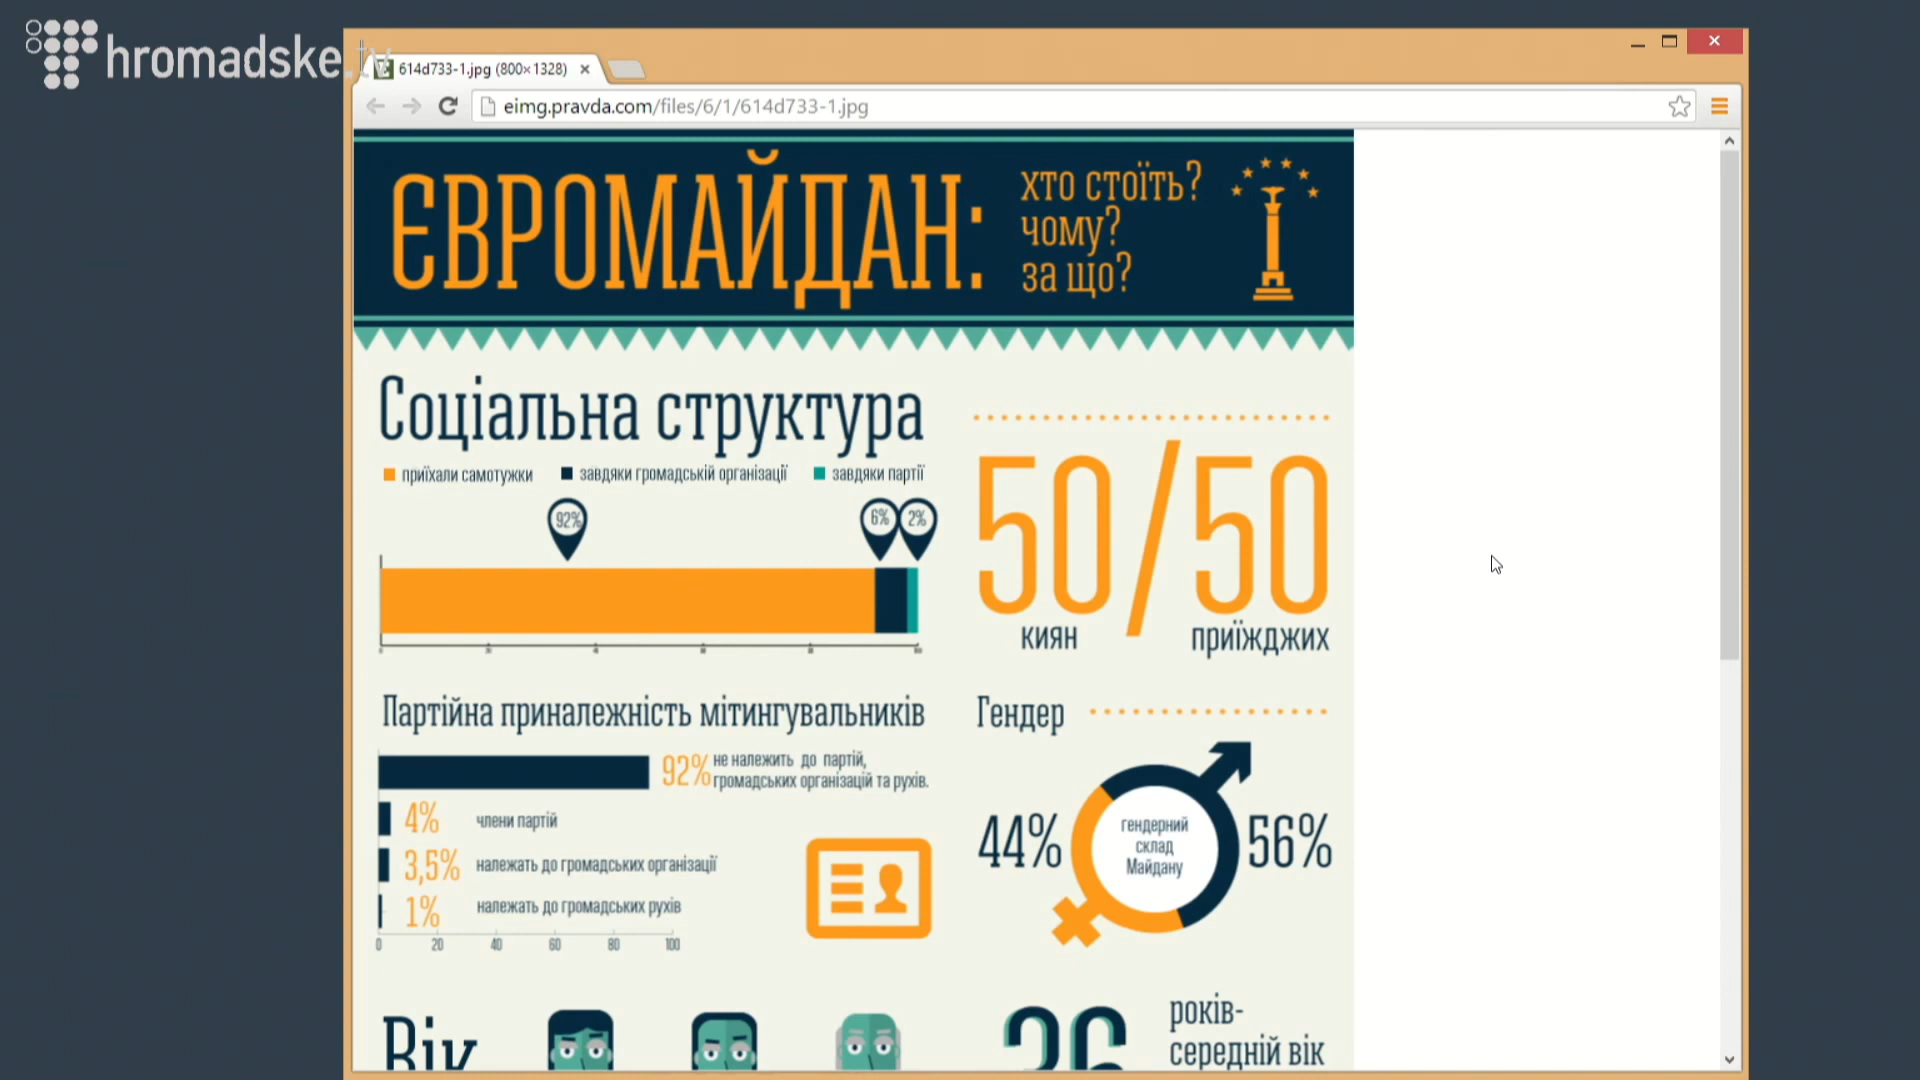 hromadske.tv
614d733-1.jpg (800×1328)
eimg.pravda.com/files/6/1/614d733-1.jpg
ЄВРОМАЙДАН:
хто стоїть?
чому?
за що?
Соціальна структура
приїхали самотужки
завдяки громадській організації
завдяки партії
92%
6%
2%
50/50
киян
приїжджих
Партійна приналежність мітингувальників
92% не належить до партій,
громадських організацій та рухів.
4% члени партій
3,5% належать до громадських організації
1% належать до громадських рухів
0 20 40 60 80 100
Гендер
44%
гендерний
склад
Майдану
56%
Вік
36
років-
середній вік